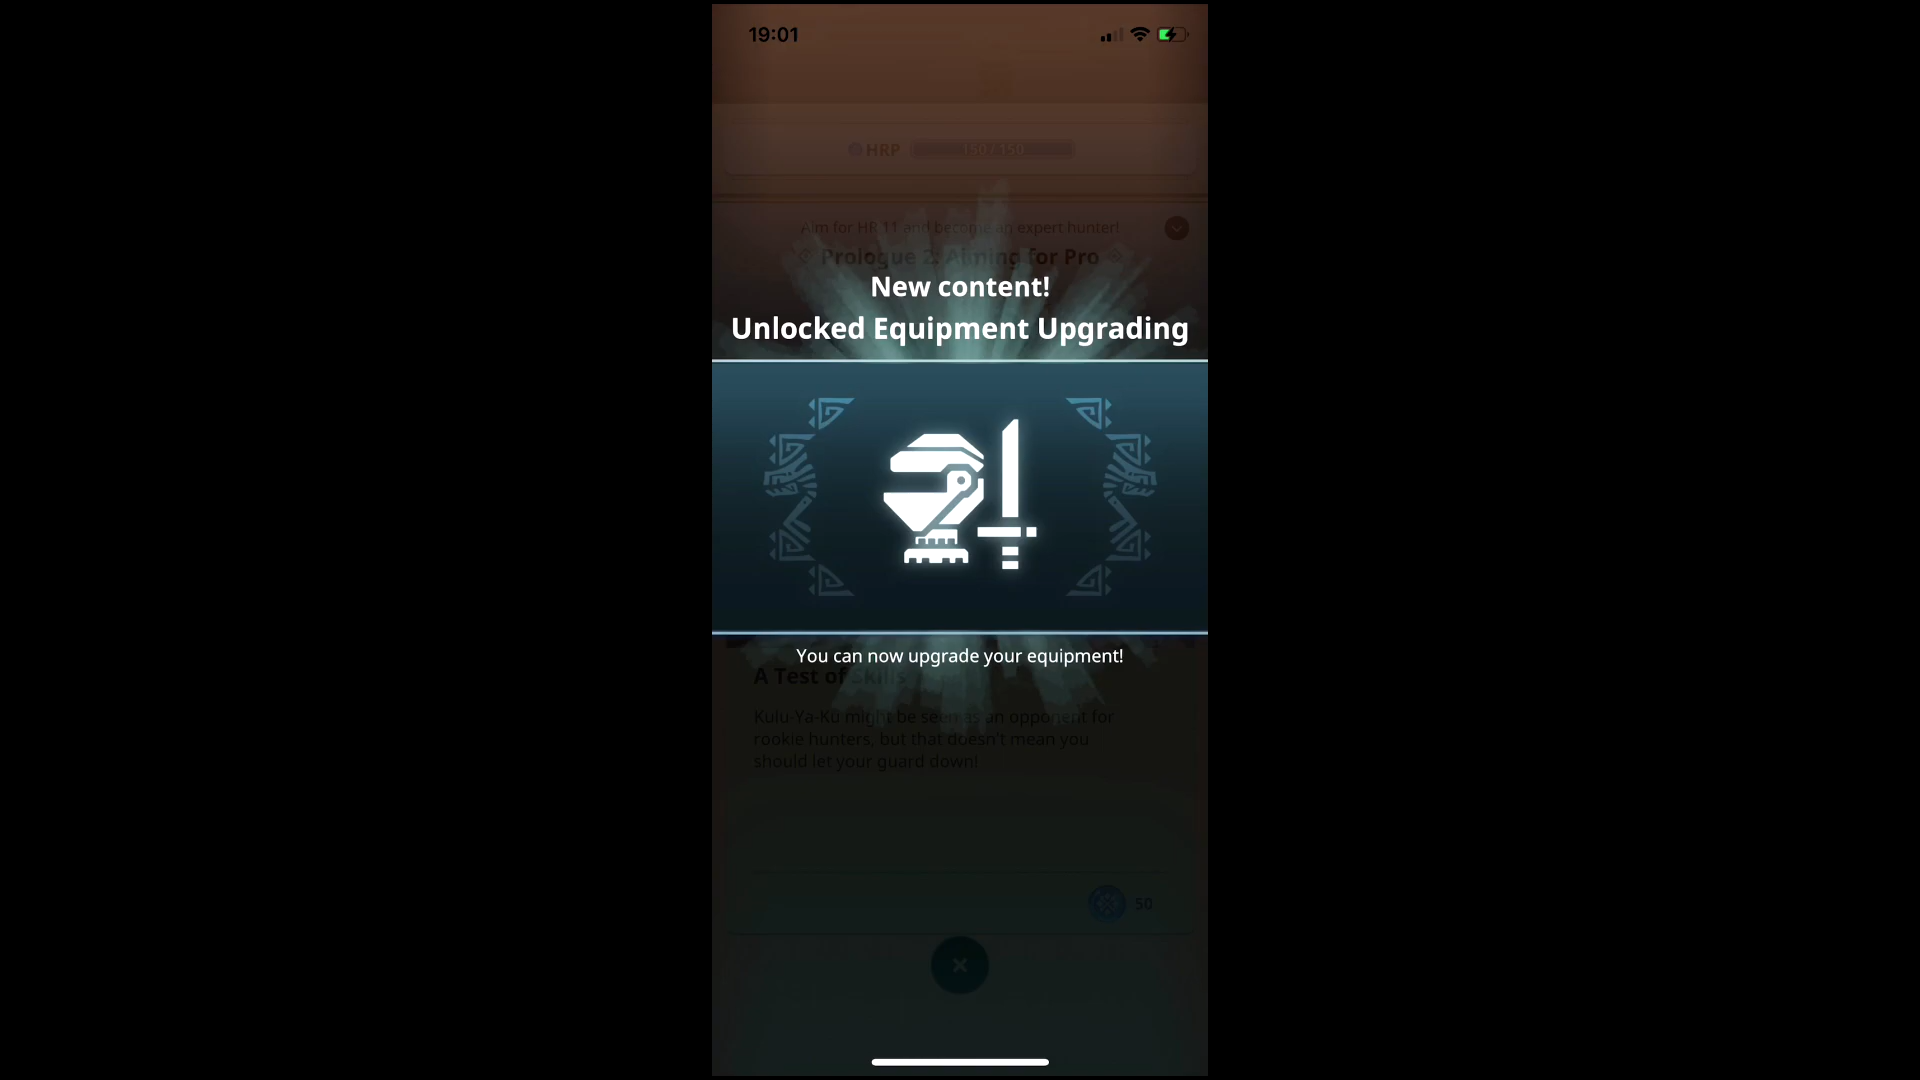 19:01
HRP 150 / 150
Aim for HR 11 and become an expert hunter!
Prologue 2: Aiming for Pro
New content!
Unlocked Equipment Upgrading
You can now upgrade your equipment!
A Test of Skills
Kulu-Ya-Ku might be seen as an opponent for
rookie hunters, but that doesn't mean you
should let your guard down!
50